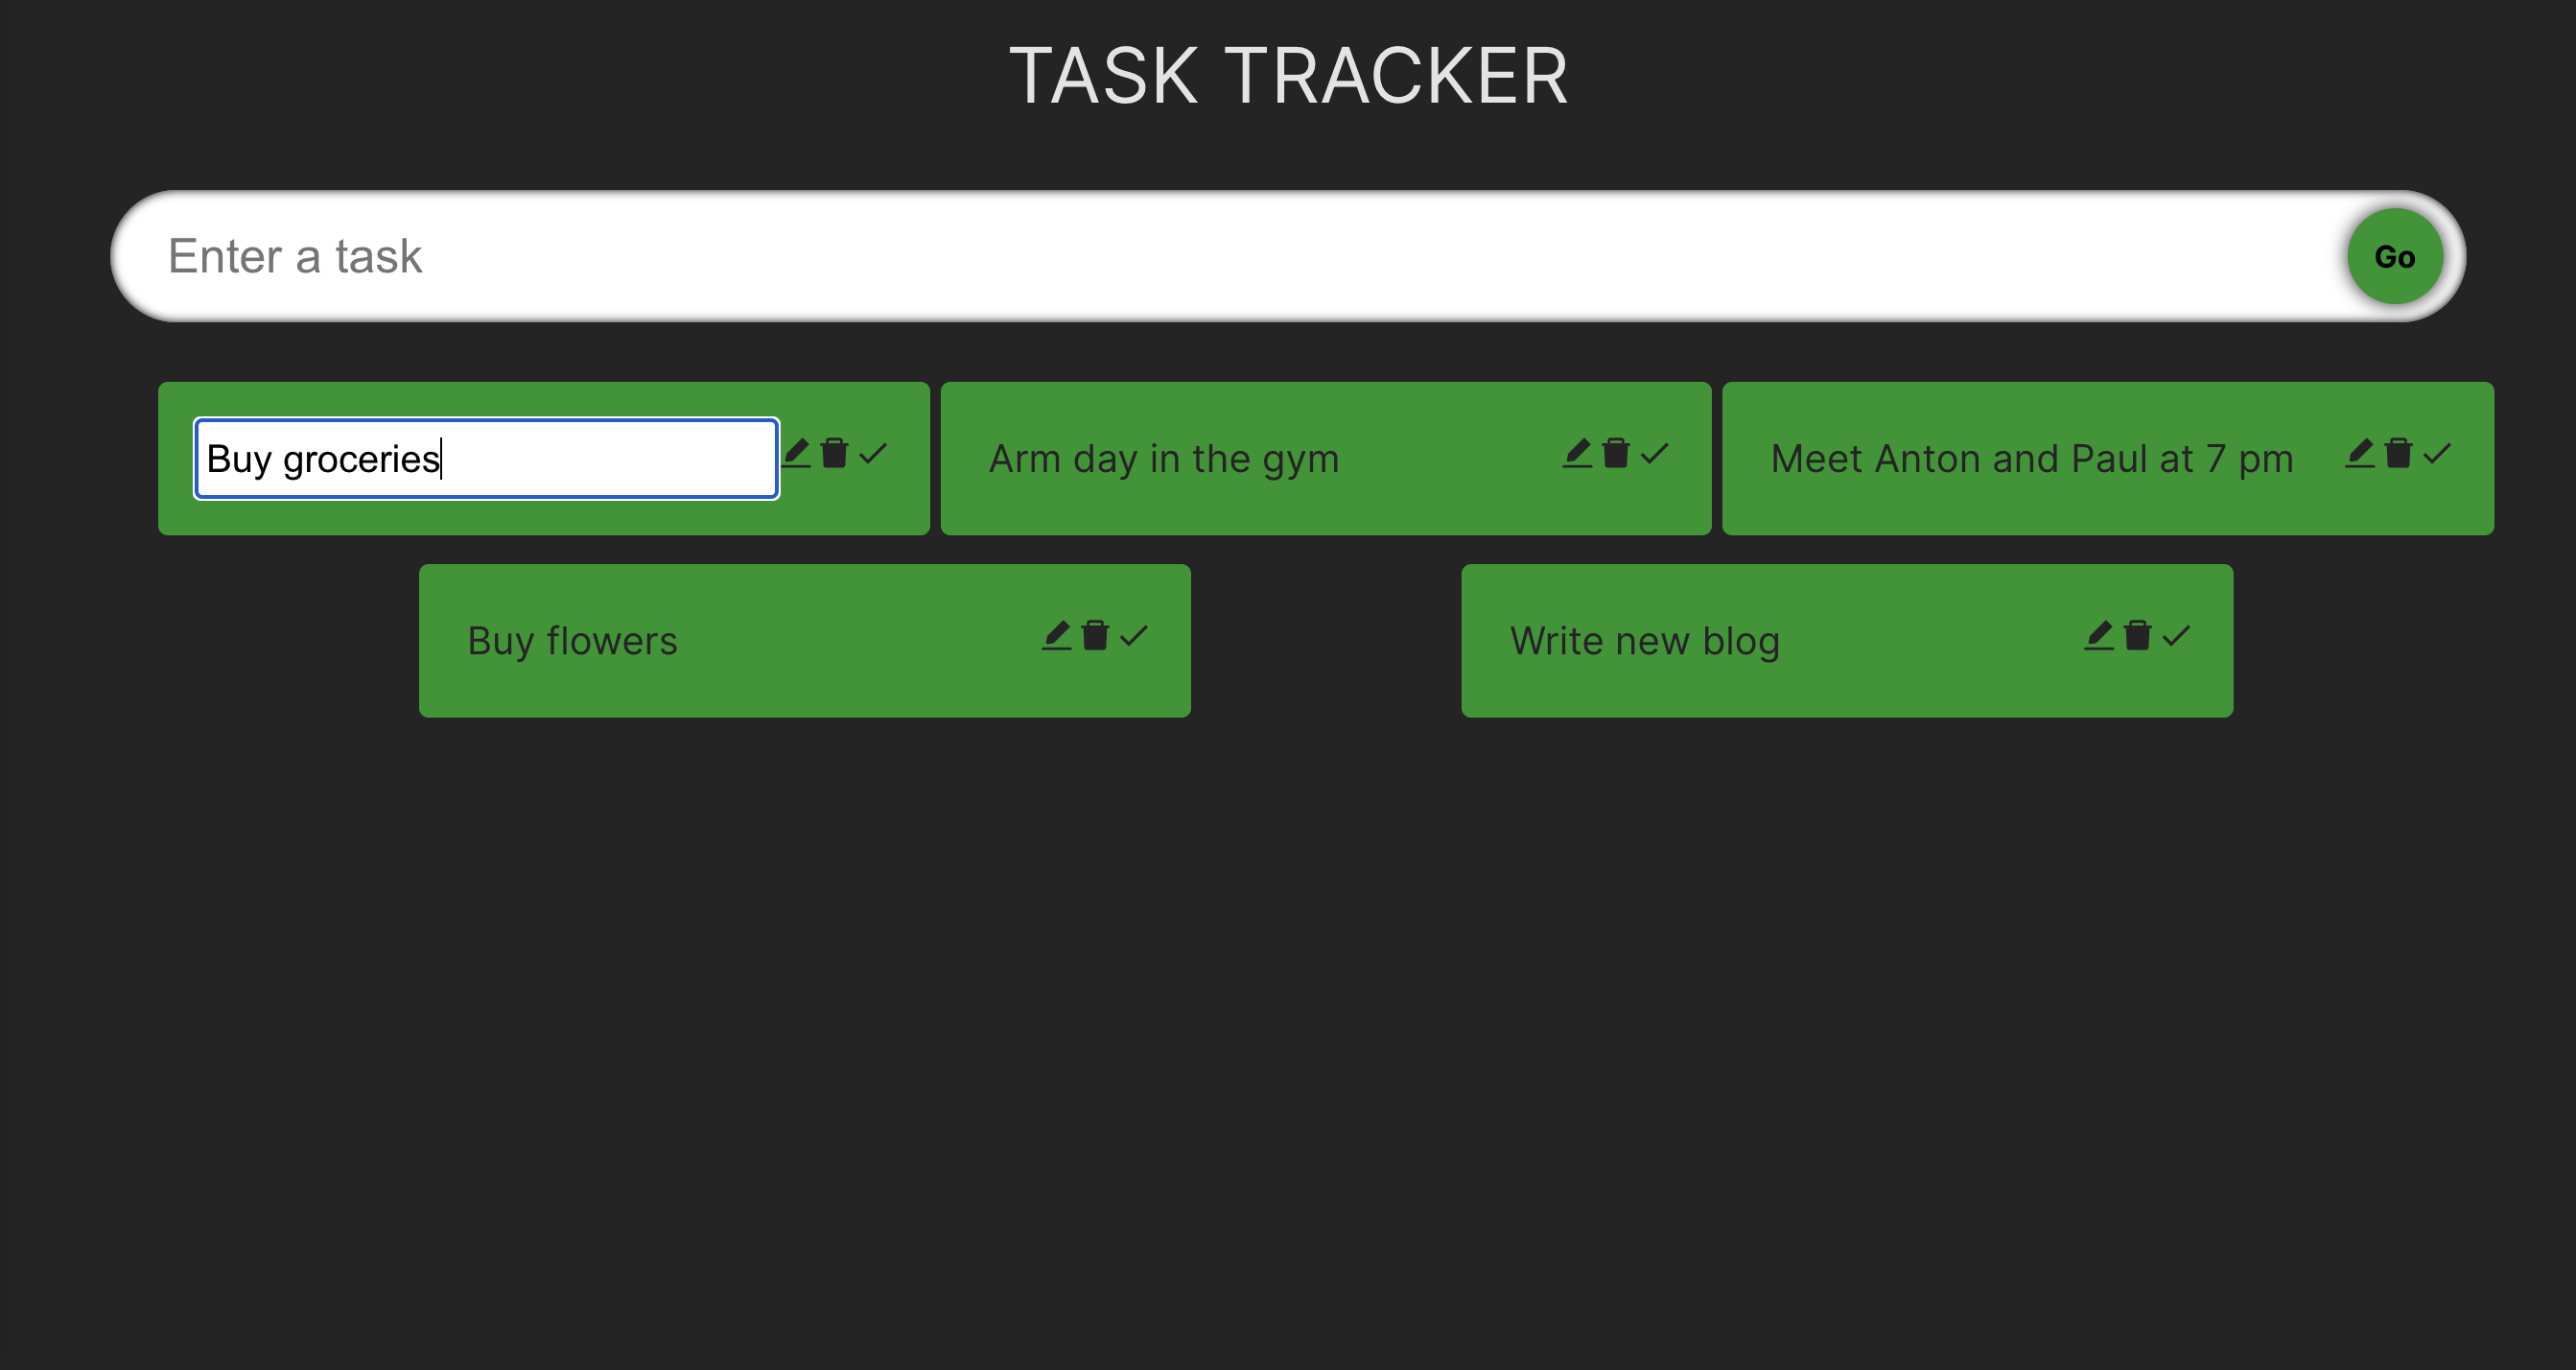 TASK TRACKER
Enter a task
Go
Buy groceries
Arm day in the gym
Meet Anton and Paul at 7 pm
Buy flowers
Write new blog